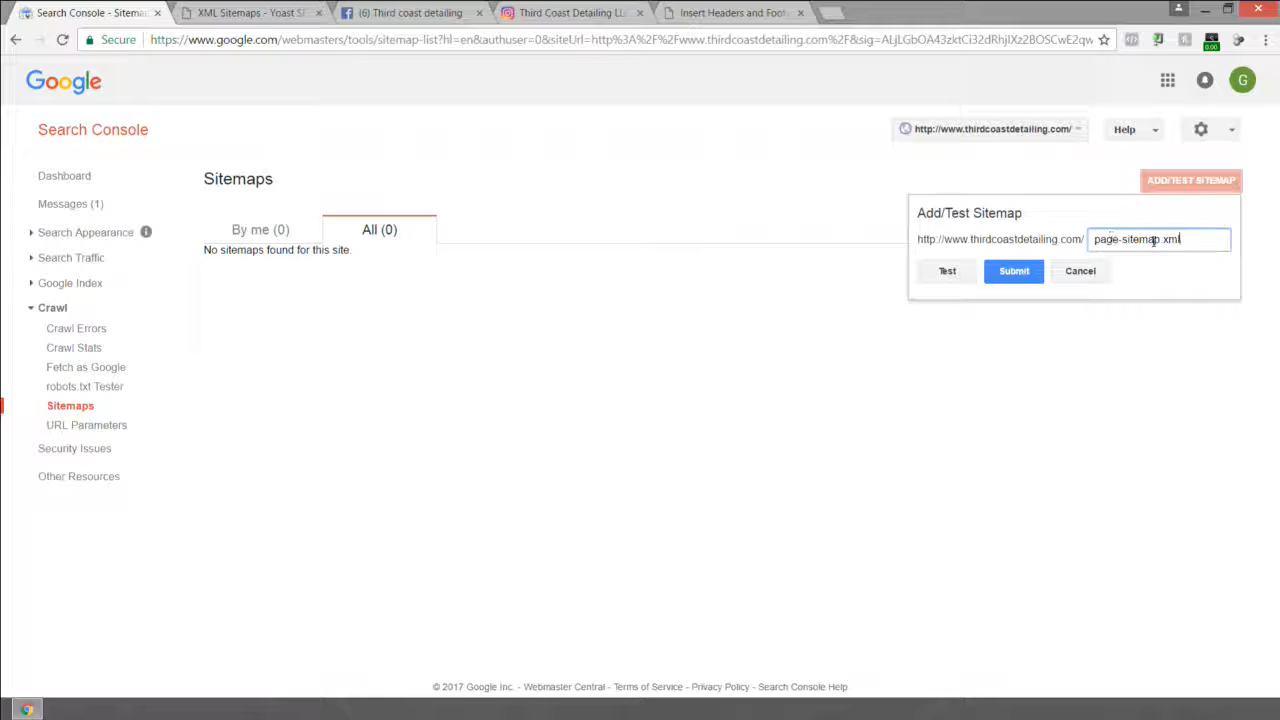 Search Console - Sitema
XML Sitemaps - Yoast S
(6) Third coast detailing
Third Coast Detailing LL
Insert Headers and Foot
Secure
https://www.google.com/webmasters/tools/sitemap-list?hl=en&authuser=0&siteUrl=http%3A%2F%2Fwww.thirdcoastdetailing.com%2F&sig=ALjLGbOA43zktCi32dRhjIXz2BOSCwE2qw
0.00
Google
G
Search Console
http://www.thirdcoastdetailing.com/
Help
Dashboard
Messages (1)
Search Appearance
Search Traffic
Google Index
Crawl
Crawl Errors
Crawl Stats
Fetch as Google
robots.txt Tester
Sitemaps
URL Parameters
Security Issues
Other Resources
Sitemaps
ADD/TEST SITEMAP
By me (0)
All (0)
No sitemaps found for this site.
Add/Test Sitemap
http://www.thirdcoastdetailing.com/ page-sitemap.xml
Test
Submit
Cancel
© 2017 Google Inc. - Webmaster Central - Terms of Service - Privacy Policy - Search Console Help